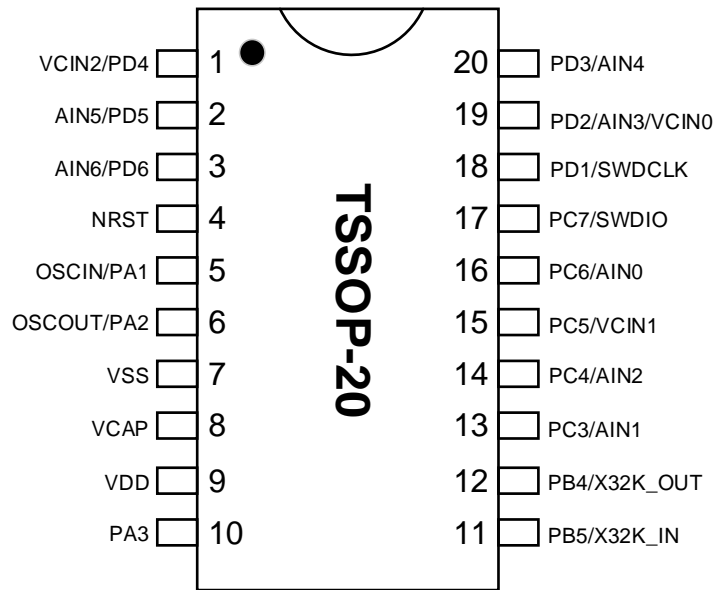 VCIN2/PD4 1 20 PD3/AIN4
AIN5/PD5 2 19 PD2/AIN3/VCIN0
AIN6/PD6 3 18 PD1/SWDCLK
NRST 4 17 PC7/SWDIO
OSCIN/PA1 5 16 PC6/AIN0
OSCOUT/PA2 6 15 PC5/VCIN1
VSS 7 14 PC4/AIN2
VCAP 8 13 PC3/AIN1
VDD 9 12 PB4/X32K_OUT
PA3 10 11 PB5/X32K_IN
TSSOP-20